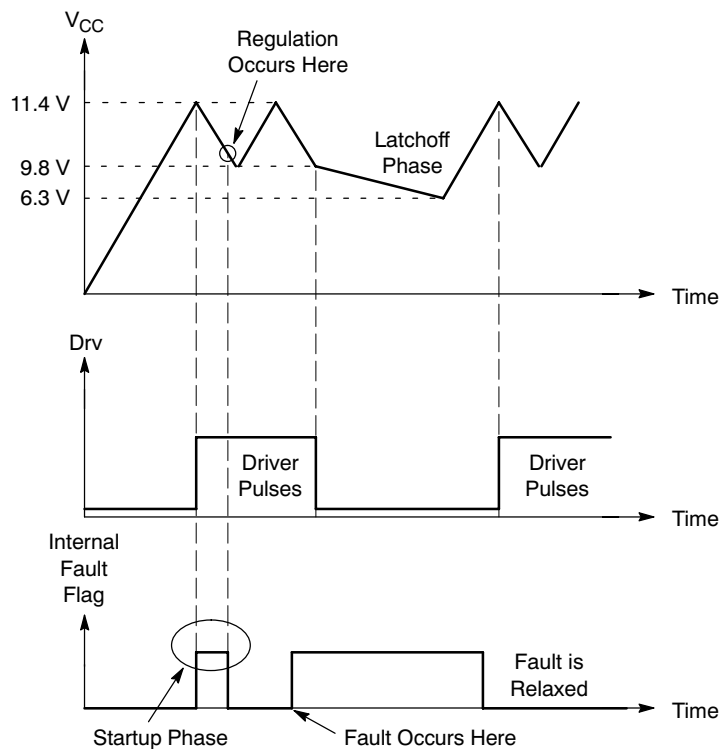 V_CC
Regulation
Occurs Here
11.4 V
Latchoff
Phase
9.8 V
6.3 V
Time
Drv
Driver
Pulses
Driver
Pulses
Time
Internal
Fault
Flag
Fault is
Relaxed
Time
Startup Phase
Fault Occurs Here